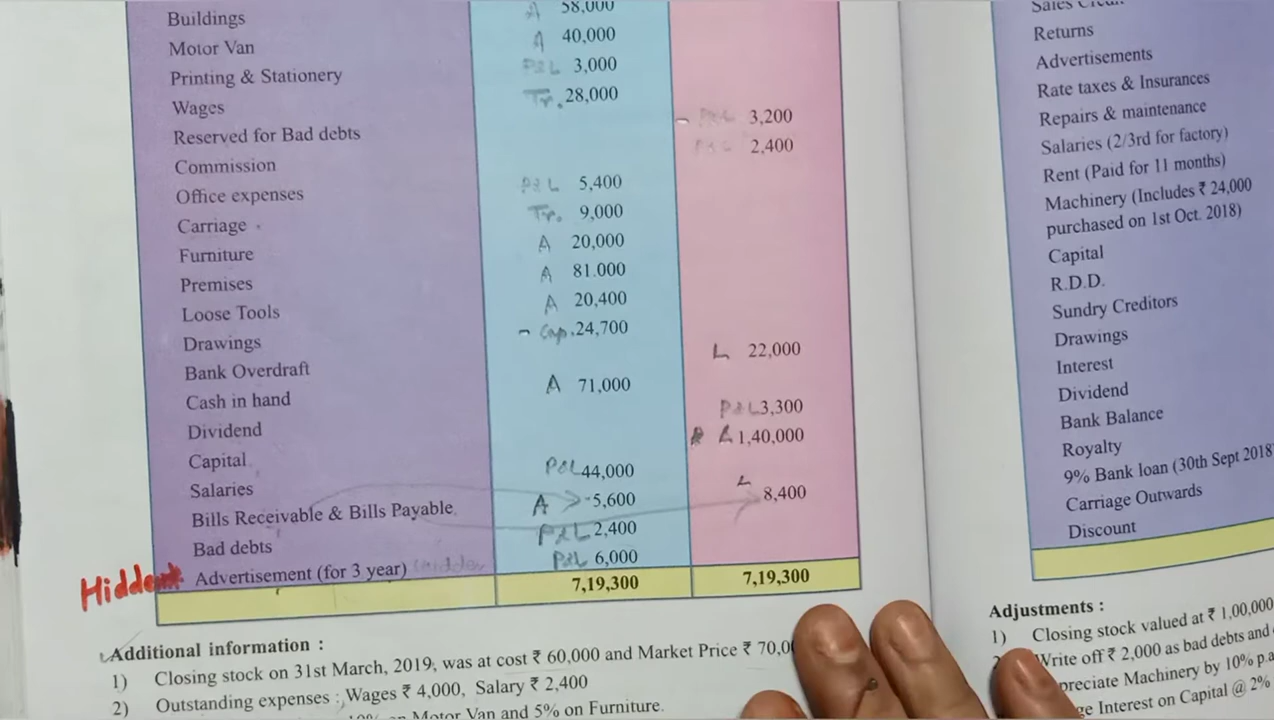 Buildings A 58,000
Motor Van A 40,000
Printing & Stationery P&L 3,000
Wages Tr. 28,000
Reserved for Bad debts - P&L 3,200
Commission P&L 2,400
Office expenses P&L 5,400
Carriage Tr. 9,000
Furniture A 20,000
Premises A 81.000
Loose Tools A 20,400
Drawings - Cap. 24,700
Bank Overdraft L 22,000
Cash in hand A 71,000
Dividend P&L 3,300
Capital 1,40,000
Salaries P&L 44,000
Bills Receivable & Bills Payable A 5,600 L 8,400
Bad debts P&L 2,400
Hidden Advertisement (for 3 year) P&L 6,000
7,19,300 7,19,300
Additional information :
1) Closing stock on 31st March, 2019, was at cost ₹ 60,000 and Market Price ₹ 70,0
2) Outstanding expenses : Wages ₹ 4,000, Salary ₹ 2,400
10% on Motor Van and 5% on Furniture.
Sales
Returns
Advertisements
Rate taxes & Insurances
Repairs & maintenance
Salaries (2/3rd for factory)
Rent (Paid for 11 months)
Machinery (Includes ₹ 24,000
purchased on 1st Oct. 2018)
Capital
R.D.D.
Sundry Creditors
Drawings
Interest
Dividend
Bank Balance
Royalty
9% Bank loan (30th Sept 2018
Carriage Outwards
Discount
Adjustments :
1) Closing stock valued at ₹ 1,00,000
Write off ₹ 2,000 as bad debts and
preciate Machinery by 10% p.a
ge Interest on Capital @ 2%